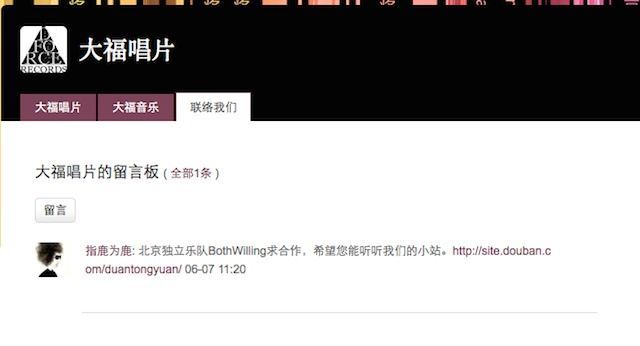 D
FO
RCE
RECORDS
大福唱片
大福唱片
大福音乐
联络我们
大福唱片的留言板 ( 全部1条 )
留言
指鹿为鹿: 北京独立乐队BothWilling求合作，希望您能听听我们的小站。http://site.douban.c
om/duantongyuan/ 06-07 11:20